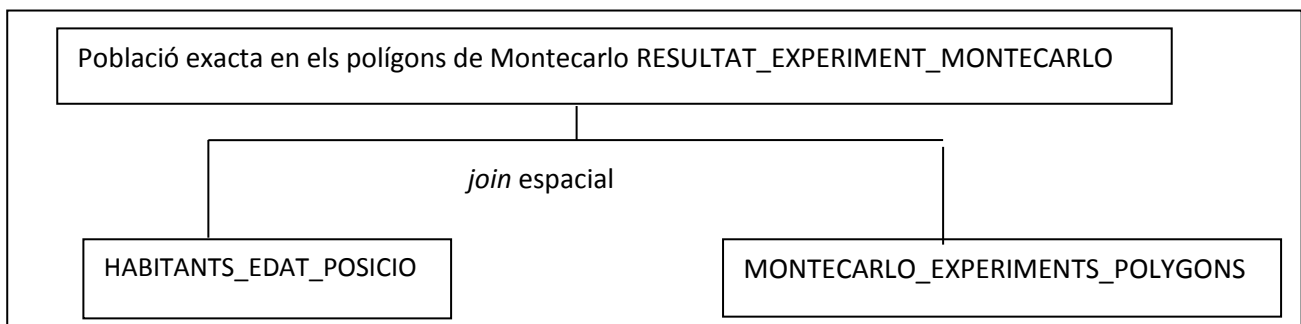 Població exacta en els polígons de Montecarlo RESULTAT_EXPERIMENT_MONTECARLO
join espacial
HABITANTS_EDAT_POSICIO
MONTECARLO_EXPERIMENTS_POLYGONS